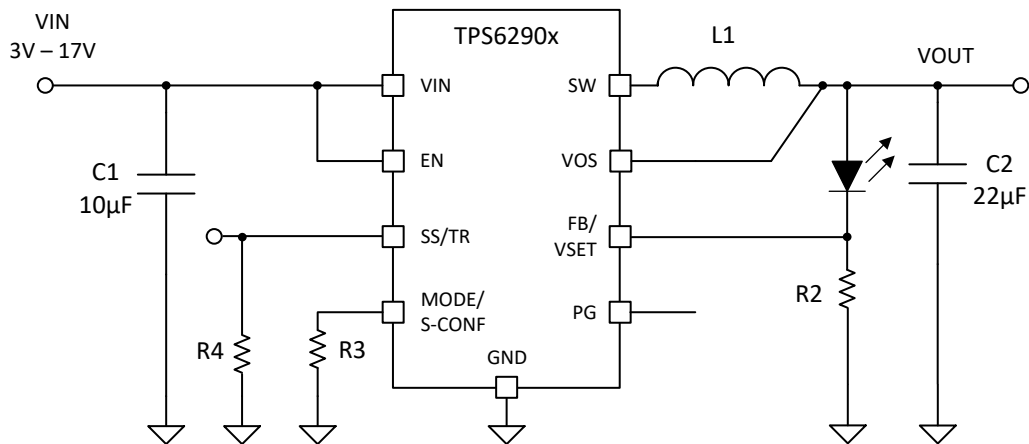 VIN
3V – 17V
TPS6290x
L1
VOUT
VIN
SW
EN
VOS
C1
10µF
C2
22µF
SS/TR
FB/
VSET
MODE/
S-CONF
PG
R2
R4
R3
GND